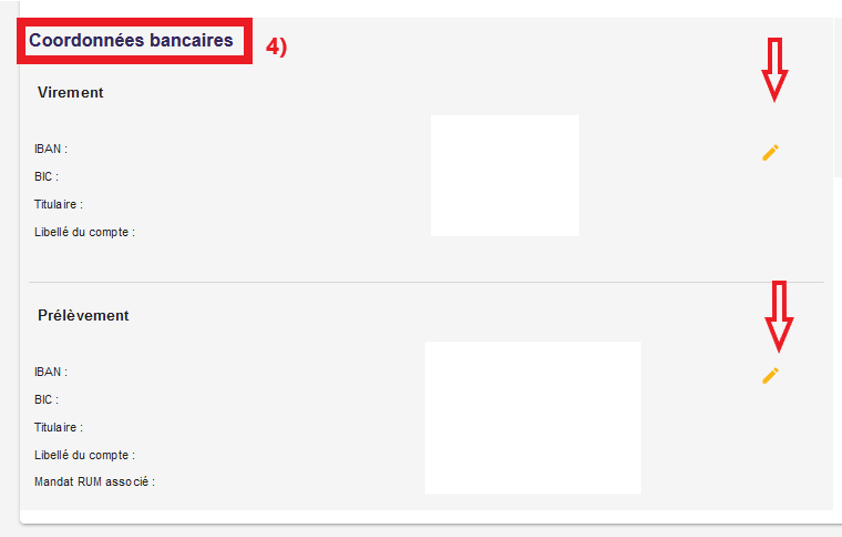 Coordonnées bancaires
4)
Virement
IBAN :
BIC :
Titulaire :
Libellé du compte :
Prélèvement
IBAN :
BIC :
Titulaire :
Libellé du compte :
Mandat RUM associé :